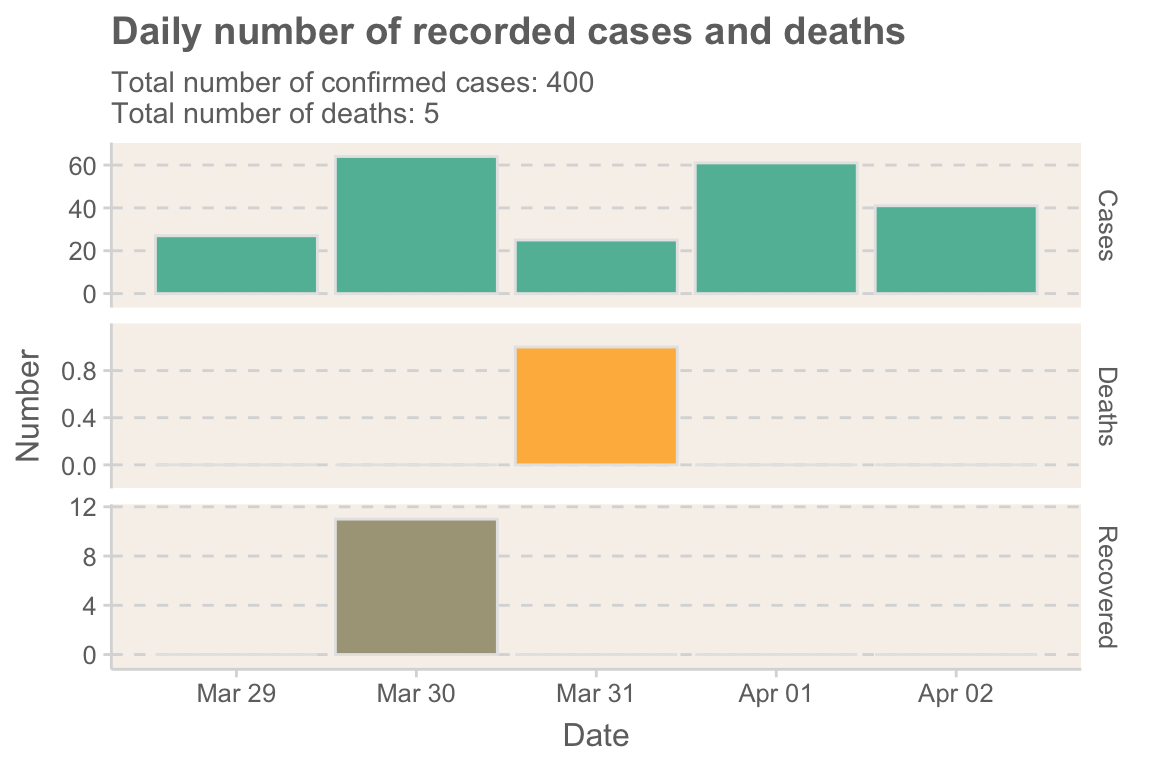 Daily number of recorded cases and deaths
Total number of confirmed cases: 400
Total number of deaths: 5
60
40
20
0
Cases
Number
0.8
0.4
0.0
Deaths
12
8
4
0
Recovered
Mar 29 Mar 30 Mar 31 Apr 01 Apr 02
Date